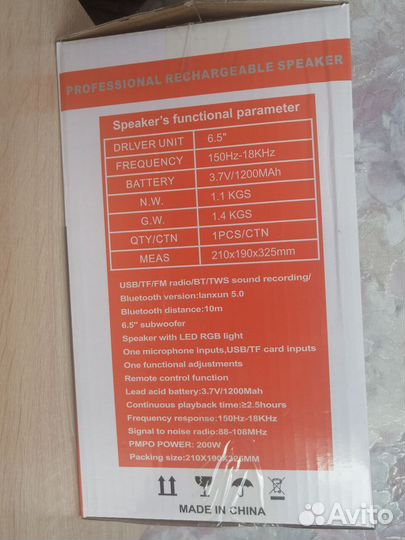 PROFESSIONAL RECHARGEABLE SPEAKER
Speaker's functional parameter
DRLVER UNIT 6.5"
FREQUENCY 150Hz-18KHz
BATTERY 3.7V/1200MAh
N.W. 1.1 KGS
G.W. 1.4 KGS
QTY/CTN 1PCS/CTN
MEAS 210x190x325mm
USB/TF/FM radio/BT/TWS sound recording/
Bluetooth version:lanxun 5.0
Bluetooth distance:10m
6.5" subwoofer
Speaker with LED RGB light
One microphone inputs,USB/TF card inputs
One functional adjustments
Remote control function
Lead acid battery:3.7V/1200Mah
Continuous playback time:≥2.5hours
Frequency response:150Hz-18KHz
Signal to noise radio:88-108MHz
PMPO POWER: 200W
Packing size:210X190X325MM
MADE IN CHINA
Avito